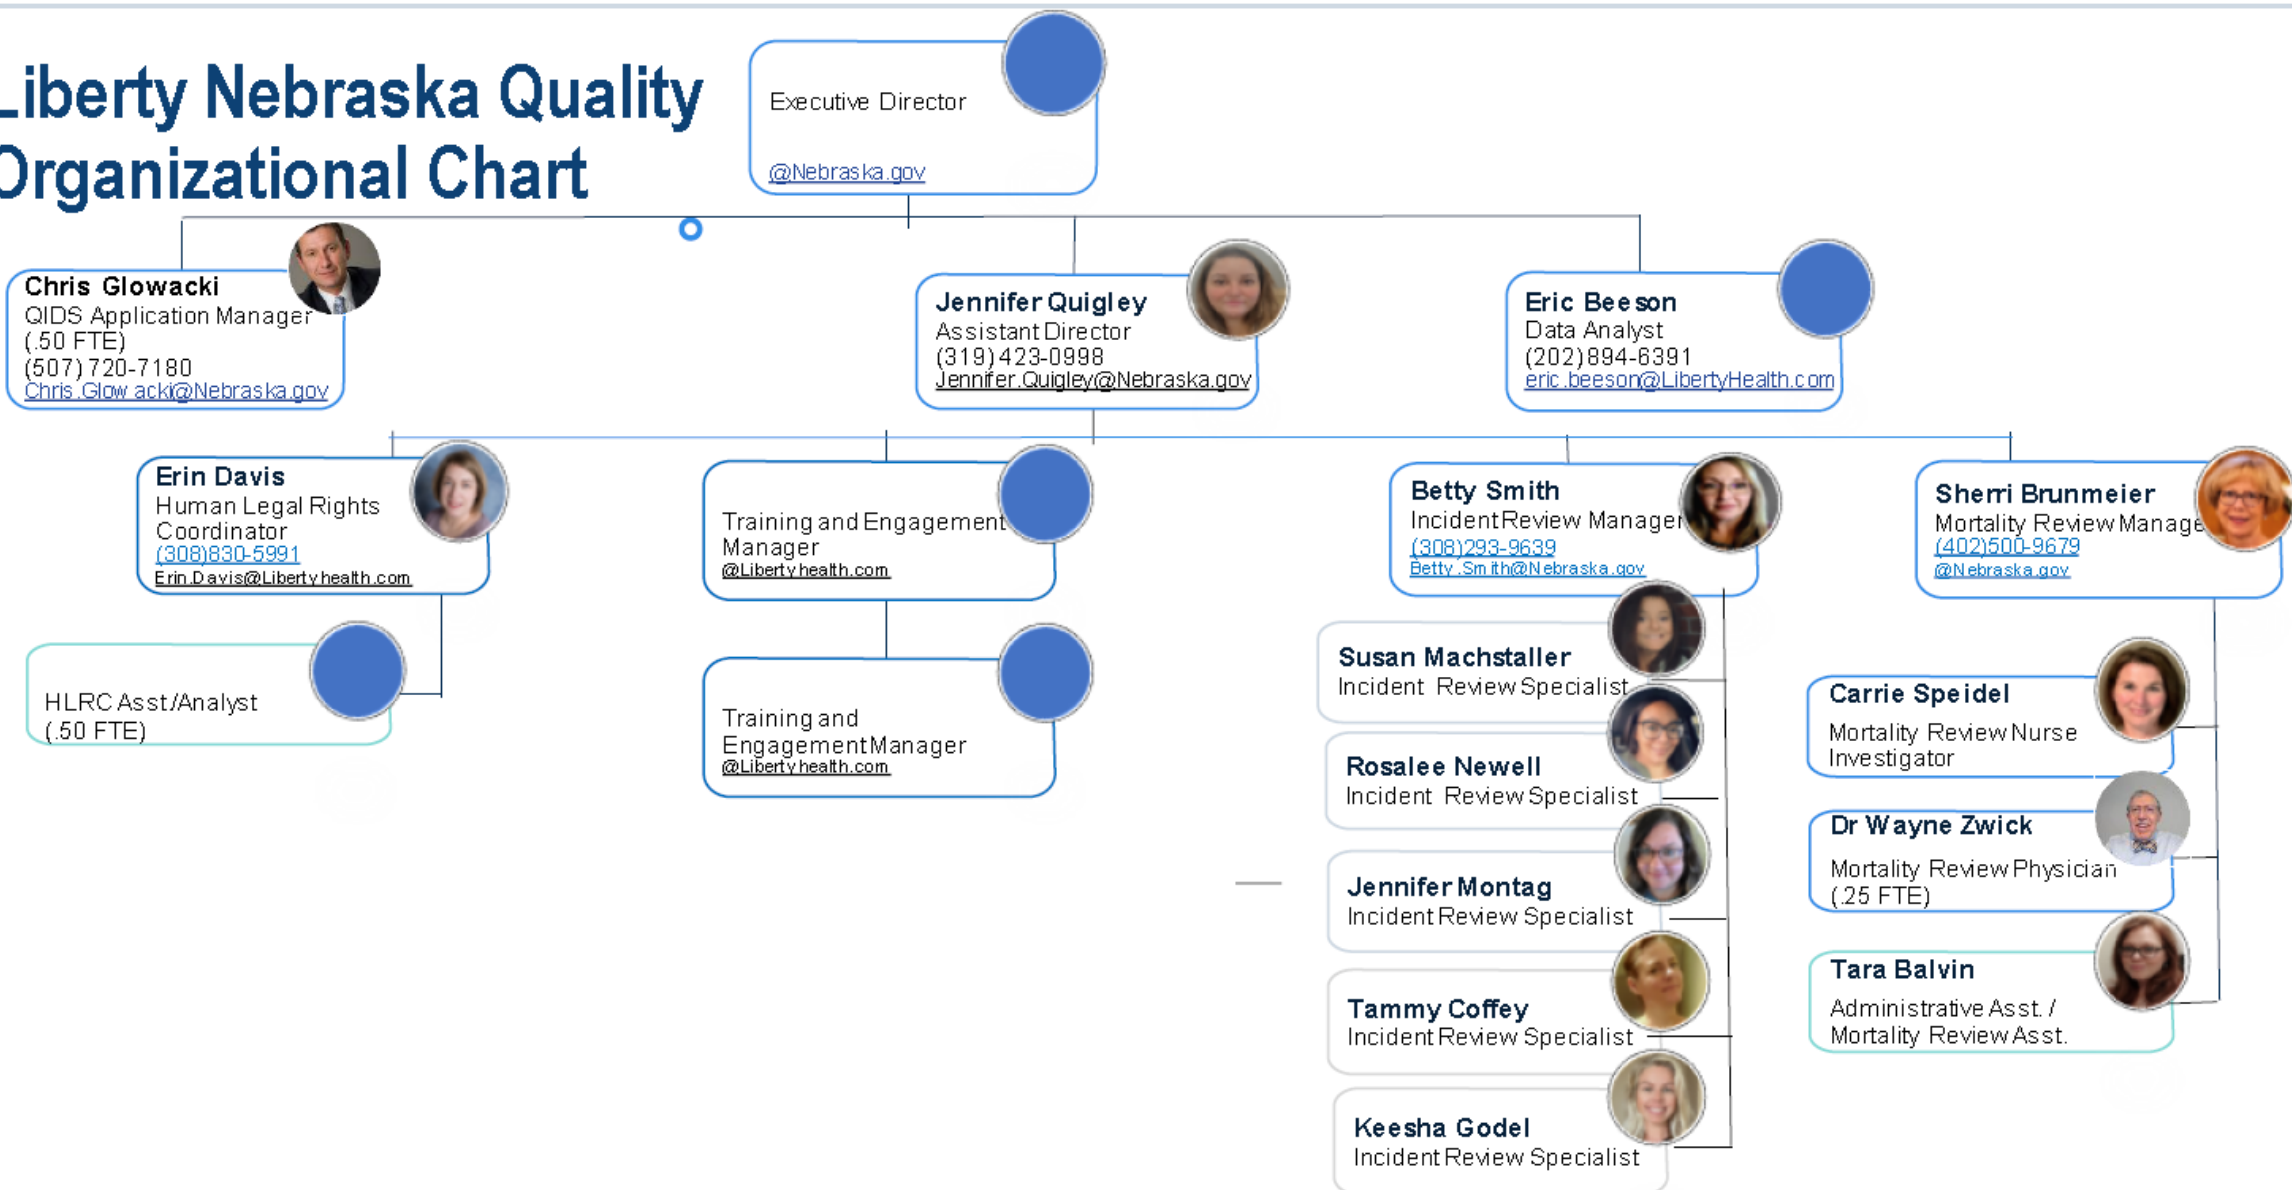 Liberty Nebraska Quality
Organizational Chart
Executive Director
@Nebraska.gov
Chris Glowacki
QIDS Application Manager
(.50 FTE)
(507) 720-7180
Chris.Glowacki@Nebraska.gov
Jennifer Quigley
Assistant Director
(319) 423-0998
Jennifer.Quigley@Nebraska.gov
Eric Beeson
Data Analyst
(202) 894-6391
eric.beeson@LibertyHealth.com
Erin Davis
Human Legal Rights
Coordinator
(308)830-5991
Erin.Davis@Libertyhealth.com
Training and Engagement
Manager
@Libertyhealth.com
Betty Smith
Incident Review Manager
(308)293-9639
Betty.Smith@Nebraska.gov
Sherri Brunmeier
Mortality Review Manage
(402)500-9679
@Nebraska.gov
HLRC Asst./Analyst
(.50 FTE)
Training and
Engagement Manager
@Libertyhealth.com
Susan Machstaller
Incident Review Specialist
Rosalee Newell
Incident Review Specialist
Jennifer Montag
Incident Review Specialist
Tammy Coffey
Incident Review Specialist
Keesha Godel
Incident Review Specialist
Carrie Speidel
Mortality Review Nurse
Investigator
Dr Wayne Zwick
Mortality Review Physician
(.25 FTE)
Tara Balvin
Administrative Asst. /
Mortality Review Asst.